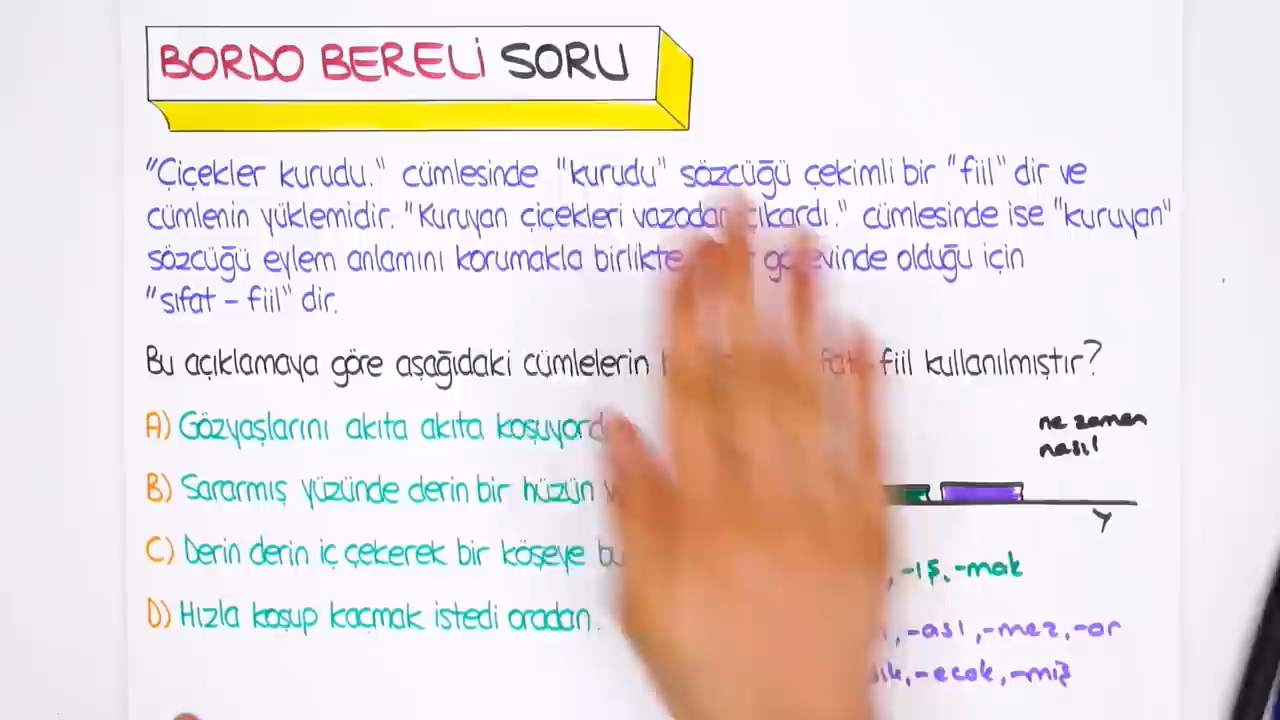 BORDO BERELİ SORU
"Çiçekler kurudu." cümlesinde "kurudu" sözcüğü çekimli bir "fiil" dir ve
cümlenin yüklemidir. "Kuruyan çiçekleri vazodan çıkardı." cümlesinde ise "kuruyan"
sözcüğü eylem anlamını korumakla birlikte görevinde olduğu için
"sıfat - fiil" dir.
Bu açıklamaya göre aşağıdaki cümlelerin fiil kullanılmıştır?
ne zaman
nasıl
A) Gözyaşlarını akıta akıta
B) Sararmış yüzünde derin bir hüzün
Y
C) Derin derin iç çekerek bir köşeye
, -ış, -mak
D) Hızla koşup kaçmak istedi oradan.
, -ası, -mez, -ar
-ecek, -miş